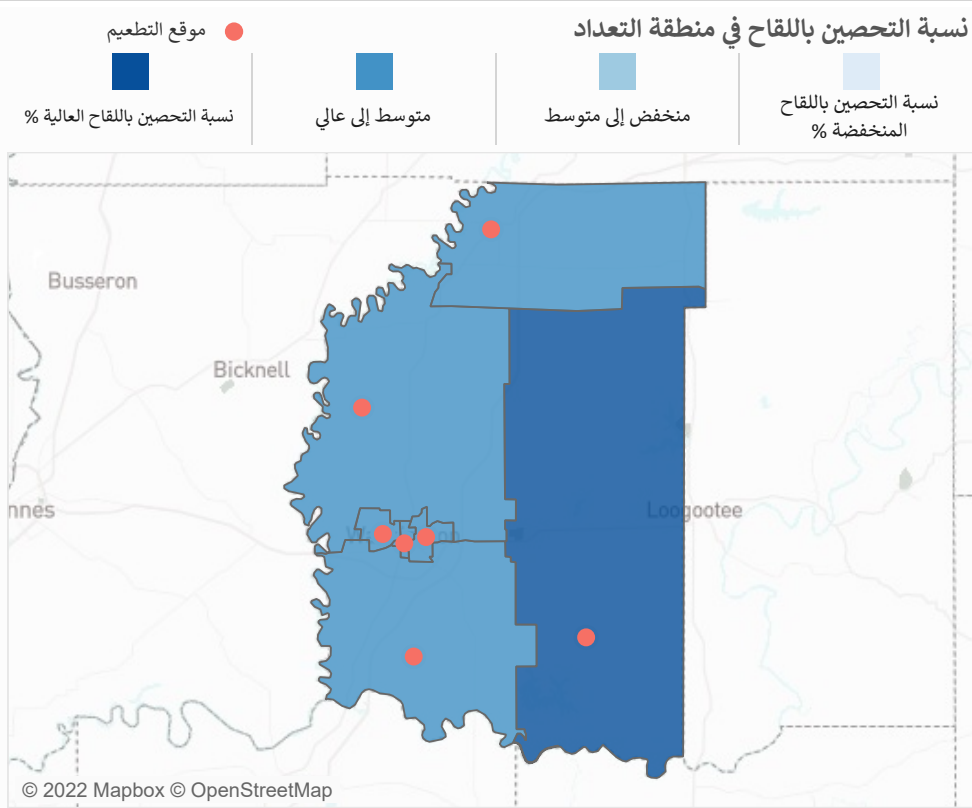 نسبة التحصين باللقاح في منطقة التعداد
موقع التطعيم
نسبة التحصين باللقاح
المنخفضة %
منخفض إلى متوسط
متوسط إلى عالي
نسبة التحصين باللقاح العالية %
Busseron
Bicknell
nnes
Loogootee
© 2022 Mapbox © OpenStreetMap